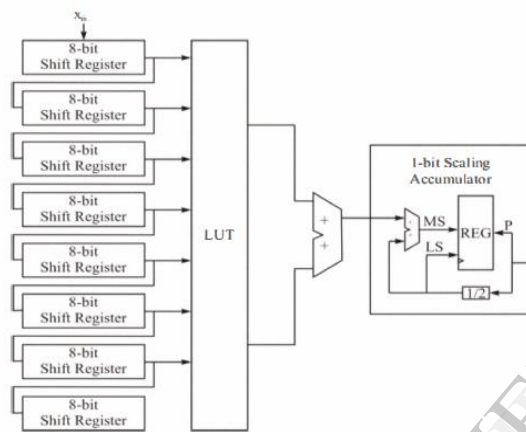 x_in
8-bit
Shift Register
8-bit
Shift Register
8-bit
Shift Register
8-bit
Shift Register
8-bit
Shift Register
8-bit
Shift Register
8-bit
Shift Register
8-bit
Shift Register
LUT
+
+
1-bit Scaling
Accumulator
MS
REG
P
LS
1/2